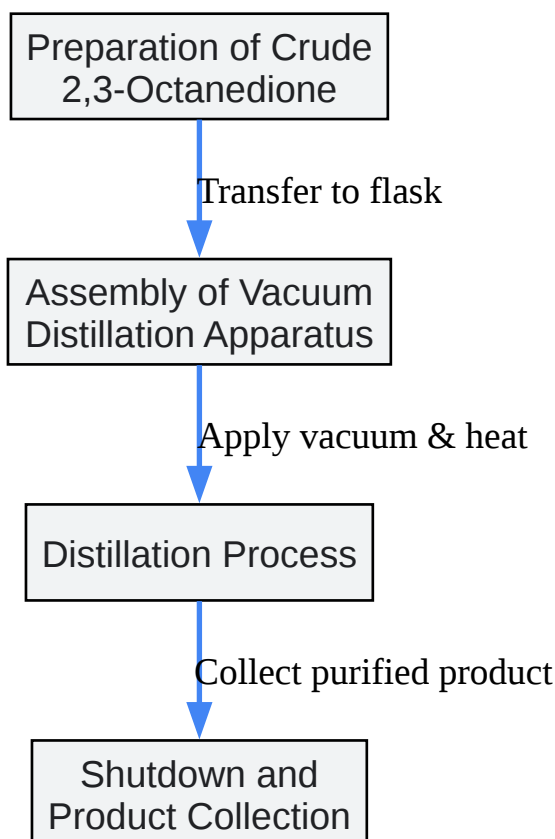 Preparation of Crude
2,3-Octanedione
Transfer to flask
Assembly of Vacuum
Distillation Apparatus
Apply vacuum & heat
Distillation Process
Collect purified product
Shutdown and
Product Collection